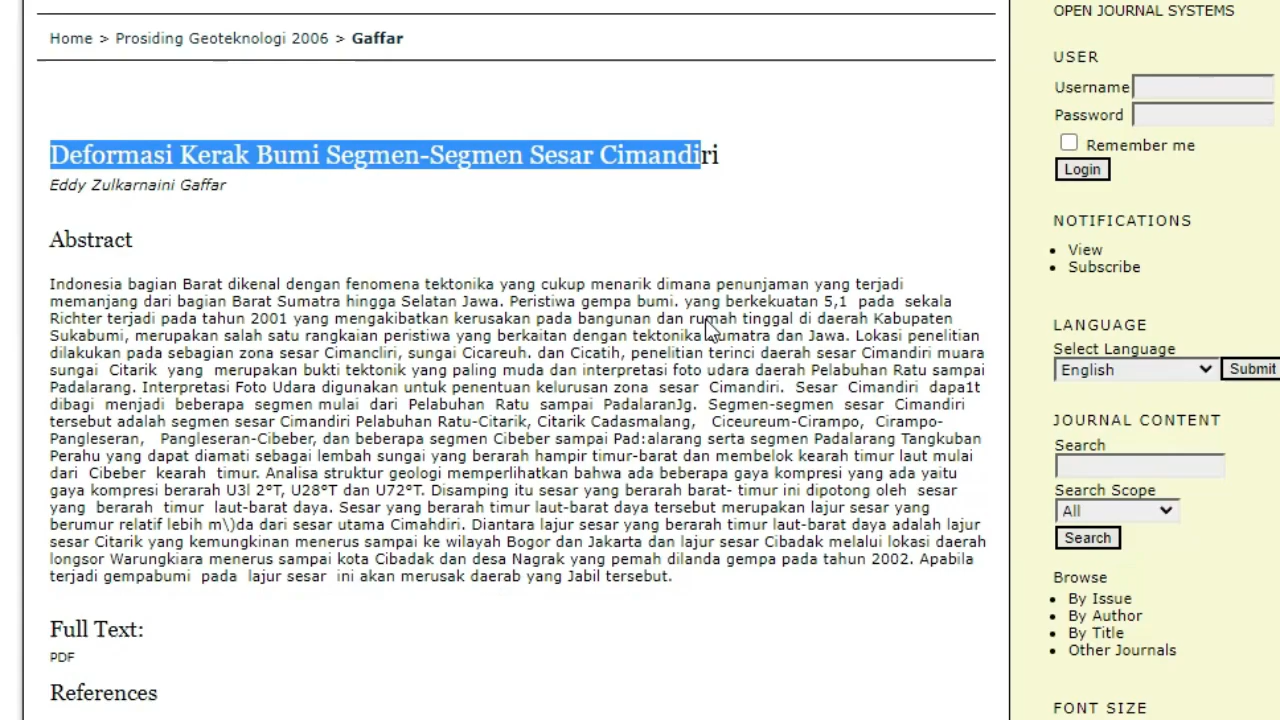 Home > Prosiding Geoteknologi 2006 > Gaffar
Deformasi Kerak Bumi Segmen-Segmen Sesar Cimandiri
Eddy Zulkarnaini Gaffar
Abstract
Indonesia bagian Barat dikenal dengan fenomena tektonika yang cukup menarik dimana penunjaman yang terjadi
memanjang dari bagian Barat Sumatra hingga Selatan Jawa. Peristiwa gempa bumi. yang berkekuatan 5,1 pada sekala
Richter terjadi pada tahun 2001 yang mengakibatkan kerusakan pada bangunan dan rumah tinggal di daerah Kabupaten
Sukabumi, merupakan salah satu rangkaian peristiwa yang berkaitan dengan tektonika Sumatra dan Jawa. Lokasi penelitian
dilakukan pada sebagian zona sesar Cimancliri, sungai Cicareuh. dan Cicatih, penelitian terinci daerah sesar Cimandiri muara
sungai Citarik yang merupakan bukti tektonik yang paling muda dan interpretasi foto udara daerah Pelabuhan Ratu sampai
Padalarang. Interpretasi Foto Udara digunakan untuk penentuan kelurusan zona sesar Cimandiri. Sesar Cimandiri dapa1t
dibagi menjadi beberapa segmen mulai dari Pelabuhan Ratu sampai PadalaranJg. Segmen-segmen sesar Cimandiri
tersebut adalah segmen sesar Cimandiri Pelabuhan Ratu-Citarik, Citarik Cadasmalang, Ciceureum-Cirampo, Cirampo-
Pangleseran, Pangleseran-Cibeber, dan beberapa segmen Cibeber sampai Pad:alarang serta segmen Padalarang Tangkuban
Perahu yang dapat diamati sebagai lembah sungai yang berarah hampir timur-barat dan membelok kearah timur laut mulai
dari Cibeber kearah timur. Analisa struktur geologi memperlihatkan bahwa ada beberapa gaya kompresi yang ada yaitu
gaya kompresi berarah U3l 2°T, U28°T dan U72°T. Disamping itu sesar yang berarah barat- timur ini dipotong oleh sesar
yang berarah timur laut-barat daya. Sesar yang berarah timur laut-barat daya tersebut merupakan lajur sesar yang
berumur relatif lebih m\)da dari sesar utama Cimahdiri. Diantara lajur sesar yang berarah timur laut-barat daya adalah lajur
sesar Citarik yang kemungkinan menerus sampai ke wilayah Bogor dan Jakarta dan lajur sesar Cibadak melalui lokasi daerah
longsor Warungkiara menerus sampai kota Cibadak dan desa Nagrak yang pemah dilanda gempa pada tahun 2002. Apabila
terjadi gempabumi pada lajur sesar ini akan merusak daerab yang Jabil tersebut.
Full Text:
PDF
References
OPEN JOURNAL SYSTEMS
USER
Username
Password
Remember me
Login
NOTIFICATIONS
View
Subscribe
LANGUAGE
Select Language
English Submit
JOURNAL CONTENT
Search
Search Scope
All
Search
Browse
By Issue
By Author
By Title
Other Journals
FONT SIZE